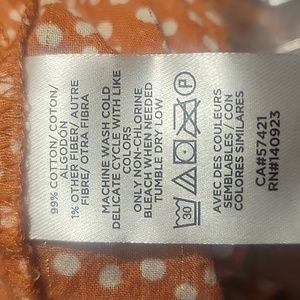 99% COTTON/ COTON/
ALGODÓN
1% OTHER FIBER/ AUTRE
FIBRE/ OTRA FIBRA
MACHINE WASH COLD
DELICATE CYCLE WITH LIKE
COLORS
ONLY NON-CHLORINE
BLEACH WHEN NEEDED
TUMBLE DRY LOW
30
P
AVEC DES COULEURS
SEMBLABLES / CON
COLORES SIMILARES
CA#57421
RN#140923